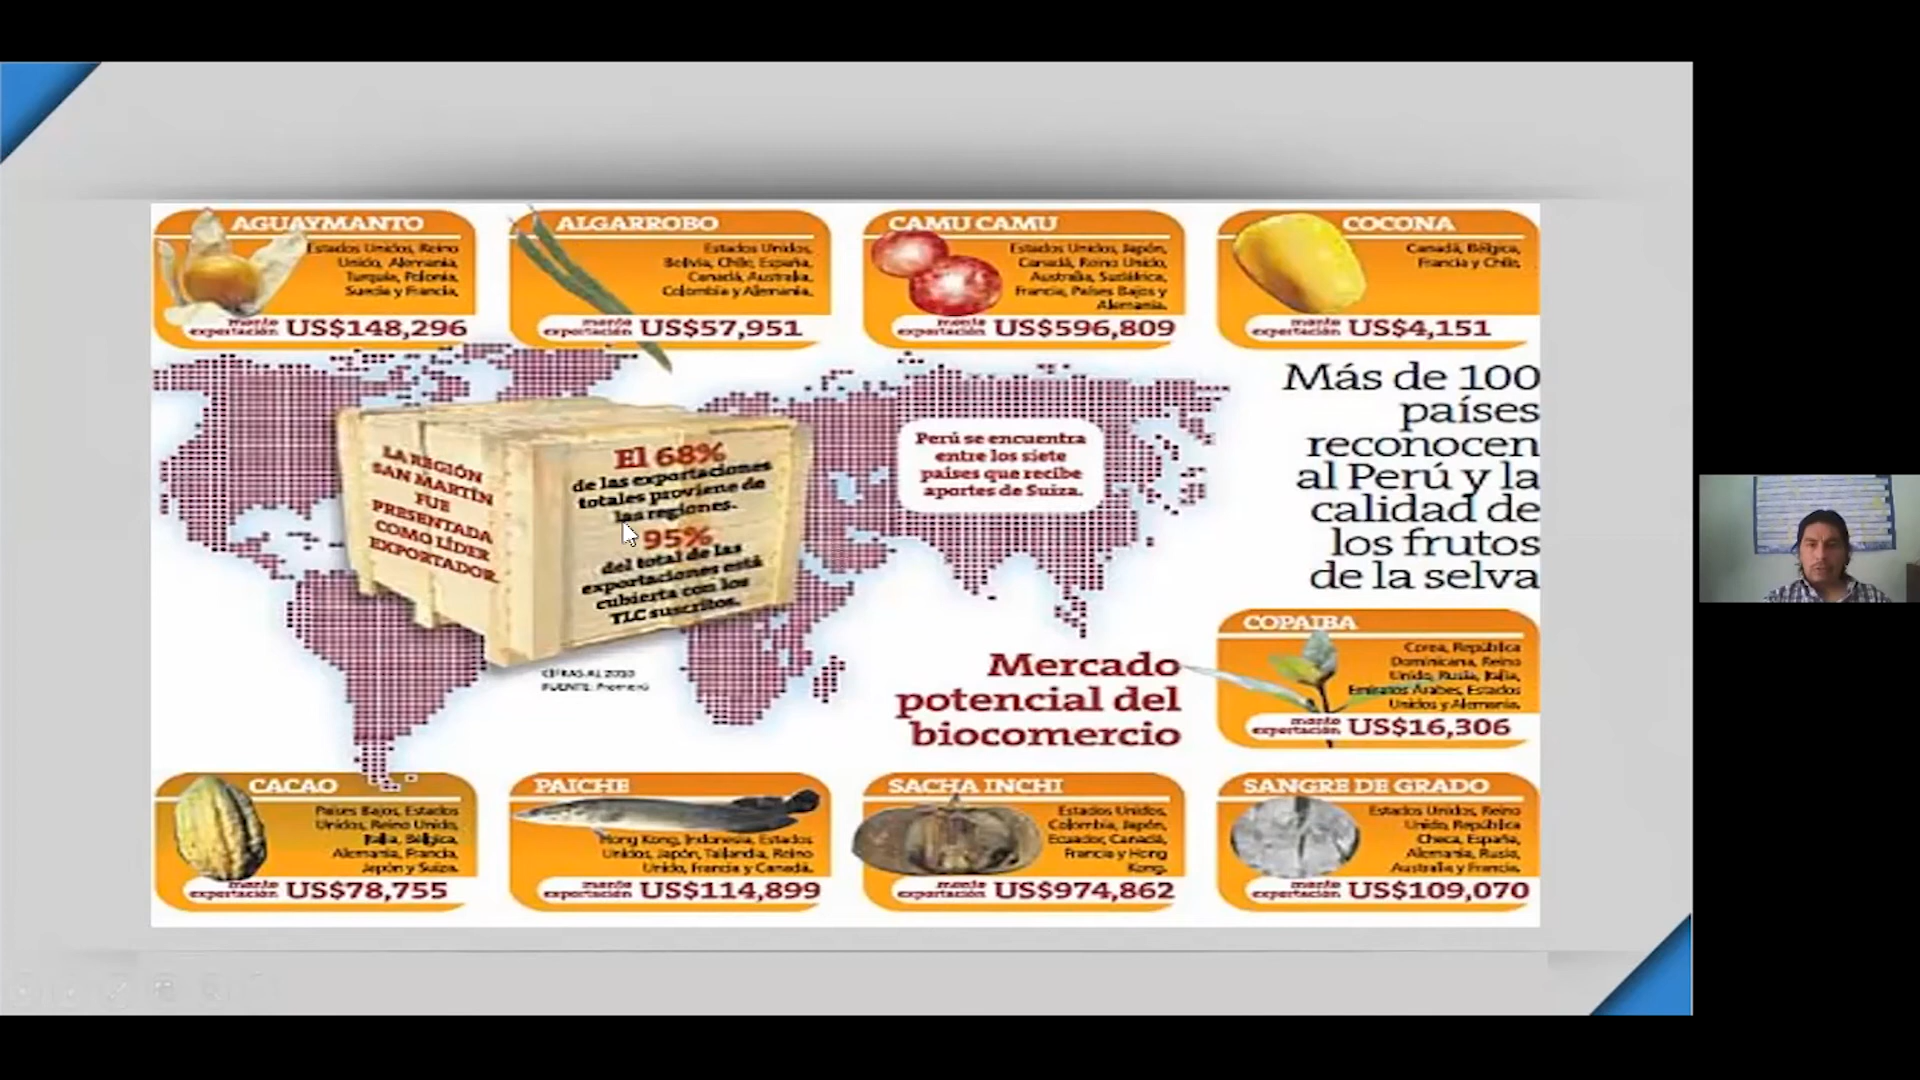 AGUAYMANTO
Estados Unidos, Reino
Unido, Alemania,
Turquía, Polonia,
Suecia y Francia.
monto
exportación US$148,296
ALGARROBO
Estados Unidos,
Bolivia, Chile, España,
Canadá, Australia,
Colombia y Alemania.
monto
exportación US$57,951
CAMU CAMU
Estados Unidos, Japón,
Canadá, Reino Unido,
Australia, Sudáfrica,
Francia, Países Bajos y
Alemania.
monto
exportación US$596,809
COCONA
Canadá, Bélgica,
Francia y Chile.
monto
exportación US$4,151
Más de 100
países
reconocen
al Perú y la
calidad de
los frutos
de la selva
LA REGIÓN
SAN MARTÍN
FUE
PRESENTADA
COMO LÍDER
EXPORTADOR.
El 68%
de las exportaciones
totales proviene de
las regiones.
95%
del total de las
exportaciones está
cubierta con los
TLC suscritos.
Perú se encuentra
entre los siete
países que recibe
aportes de Suiza.
CIFRAS AL 2010
FUENTE: Promperú
Mercado
potencial del
biocomercio
COPAIBA
Corea, República
Dominicana, Reino
Unido, Rusia, Italia,
Emiratos Árabes, Estados
Unidos y Alemania.
monto
exportación US$16,306
CACAO
Países Bajos, Estados
Unidos, Reino Unido,
Italia, Bélgica,
Alemania, Francia,
Japón y Suiza.
monto
exportación US$78,755
PAICHE
Hong Kong, Indonesia, Estados
Unidos, Japón, Tailandia, Reino
Unido, Francia y Canadá.
monto
exportación US$114,899
SACHA INCHI
Estados Unidos,
Colombia, Japón,
Ecuador, Canadá,
Francia y Hong
Kong.
monto
exportación US$974,862
SANGRE DE GRADO
Estados Unidos, Reino
Unido, República
Checa, España,
Alemania, Rusia,
Australia y Francia.
monto
exportación US$109,070